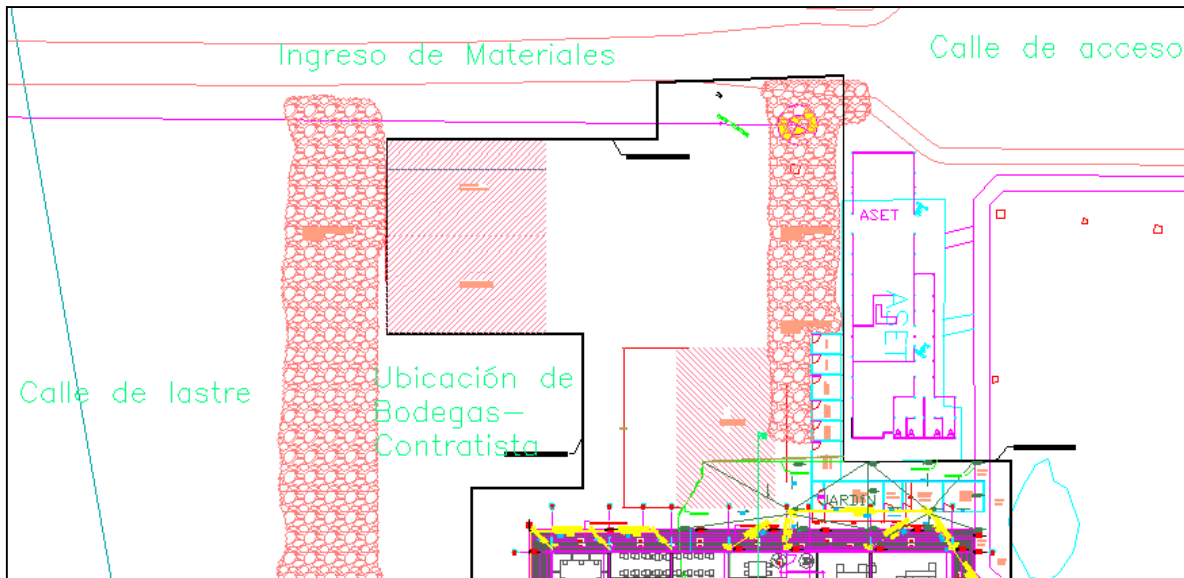 Ingreso de Materiales
Calle de acceso
ASET
ASET
Calle de lastre
Ubicación de
Bodegas–
Contratista
JARDIN